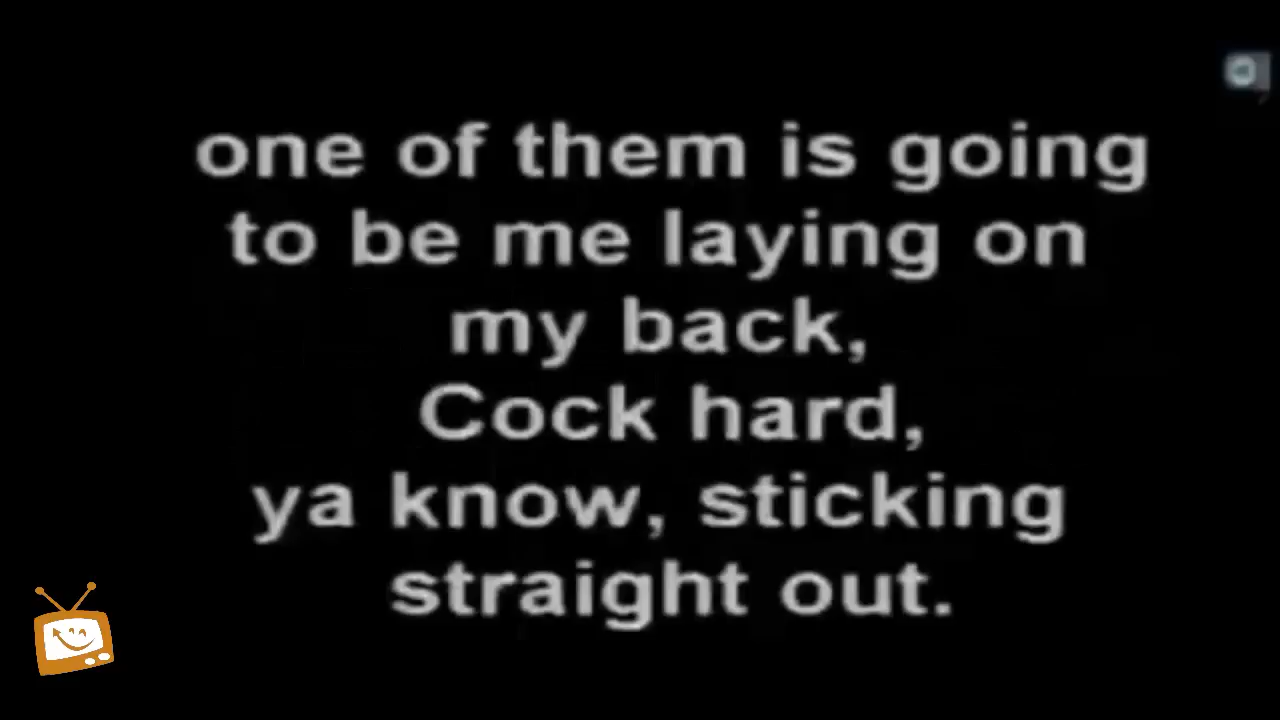 one of them is going
to be me laying on
my back,
Cock hard,
ya know, sticking
straight out.